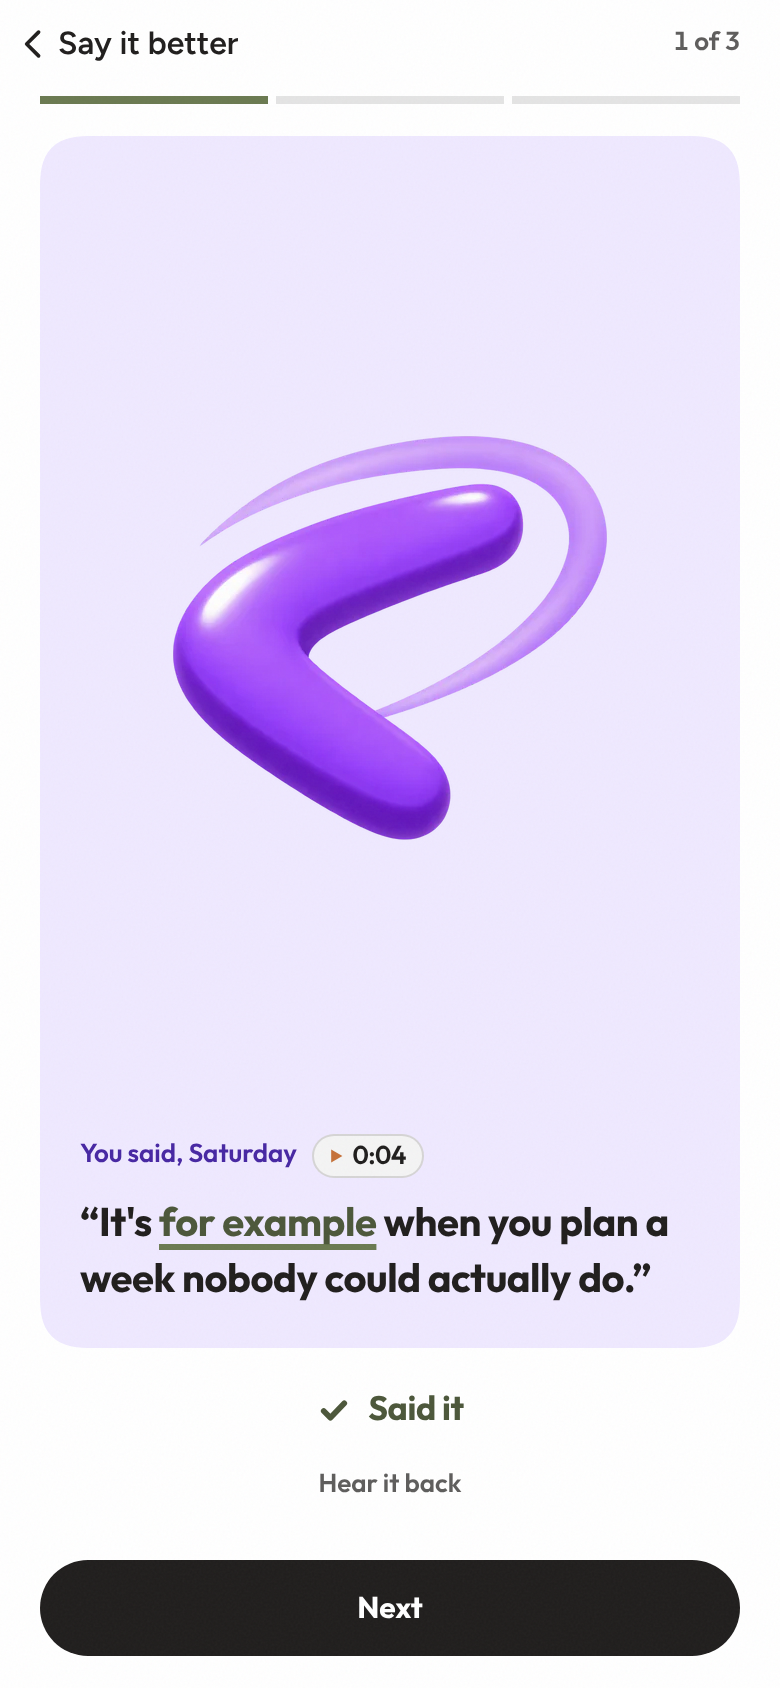 Say it better
1 of 3
You said, Saturday
0:04
“It's for example when you plan a
week nobody could actually do.”
Said it
Hear it back
Next